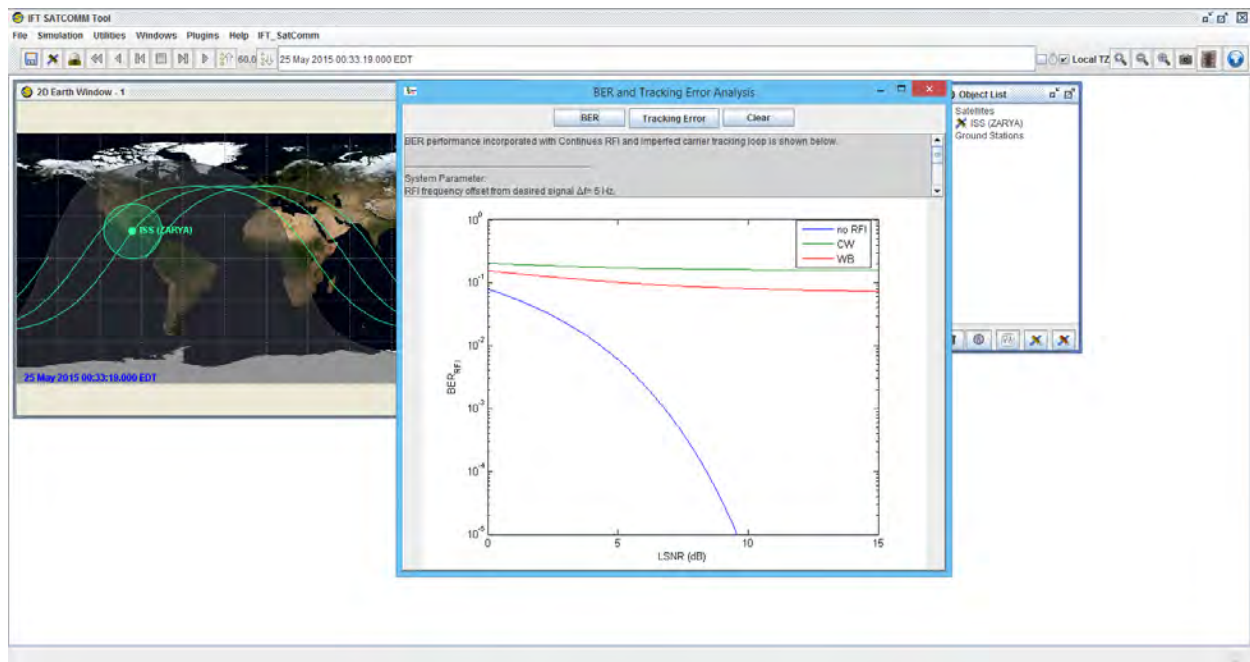 IFT SATCOMM Tool
File Simulation Utilities Windows Plugins Help IFT_SatComm
60.0 25 May 2015 00:33:19.000 EDT Local TZ
2D Earth Window - 1
ISS (ZARYA)
25 May 2015 00:33:19.000 EDT
BER and Tracking Error Analysis
BER Tracking Error Clear
BER performance incorporated with Continues RFI and imperfect carrier tracking loop is shown below.
System Parameter:
RFI frequency offset from desired signal Δf= 5 Hz,
10^0
10^-1
10^-2
10^-3
10^-4
10^-5
BER_RFI
no RFI
CW
WB
0 5 10 15
LSNR (dB)
Object List
Satellites
ISS (ZARYA)
Ground Stations